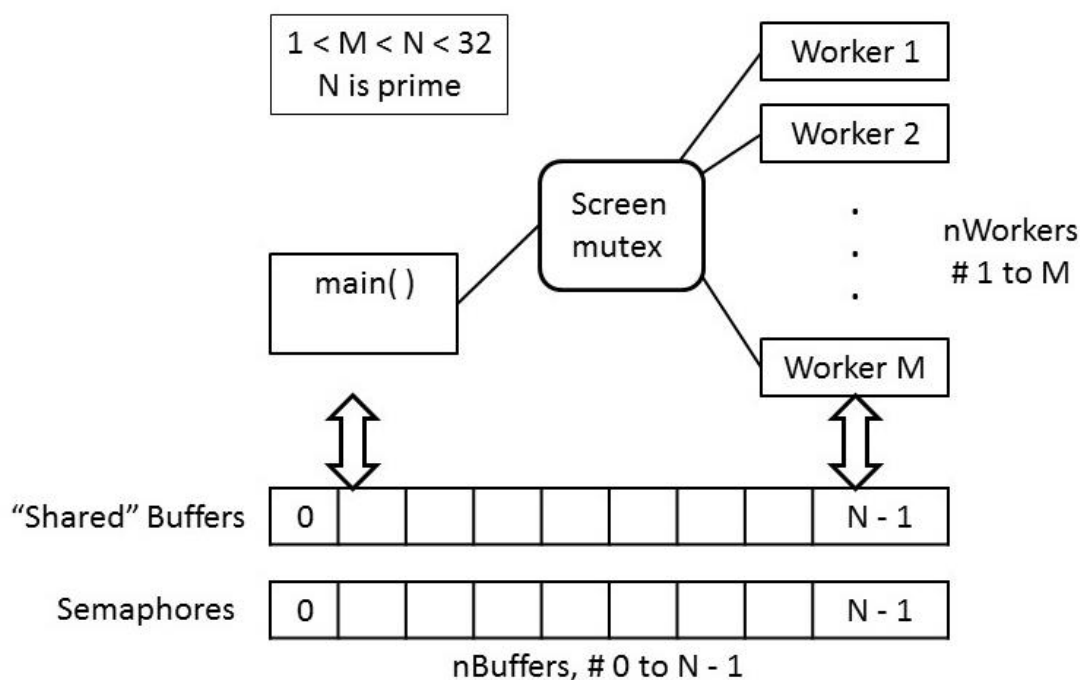 1 < M < N < 32
N is prime
Worker 1
Worker 2
.
.
.
nWorkers
# 1 to M
Screen
mutex
main( )
Worker M
“Shared” Buffers
0
N - 1
Semaphores
0
N - 1
nBuffers, # 0 to N - 1